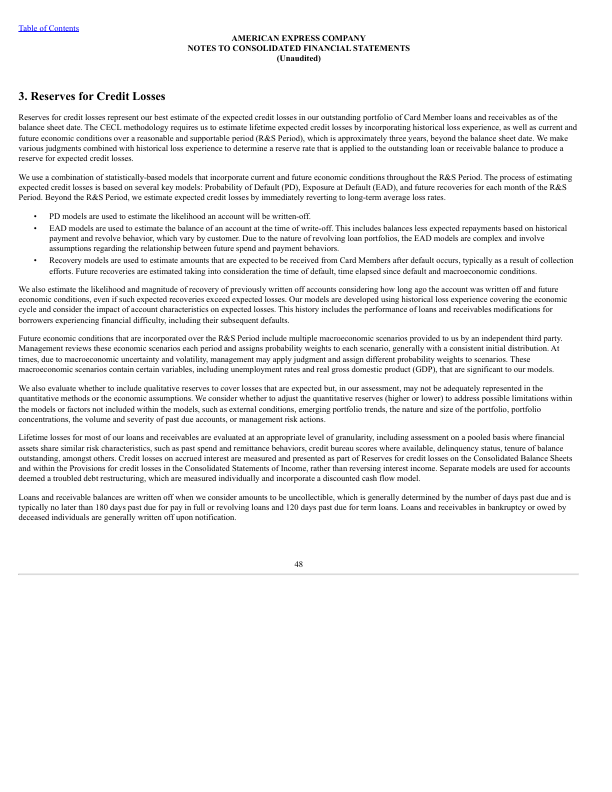 Table of Contents
AMERICAN EXPRESS COMPANY
NOTES TO CONSOLIDATED FINANCIAL STATEMENTS
(Unaudited)
3. Reserves for Credit Losses
Reserves for credit losses represent our best estimate of the expected credit losses in our outstanding portfolio of Card Member loans and receivables as of the
balance sheet date. The CECL methodology requires us to estimate lifetime expected credit losses by incorporating historical loss experience, as well as current and
future economic conditions over a reasonable and supportable period (R&S Period), which is approximately three years, beyond the balance sheet date. We make
various judgments combined with historical loss experience to determine a reserve rate that is applied to the outstanding loan or receivable balance to produce a
reserve for expected credit losses.
We use a combination of statistically-based models that incorporate current and future economic conditions throughout the R&S Period. The process of estimating
expected credit losses is based on several key models: Probability of Default (PD), Exposure at Default (EAD), and future recoveries for each month of the R&S
Period. Beyond the R&S Period, we estimate expected credit losses by immediately reverting to long-term average loss rates.
• PD models are used to estimate the likelihood an account will be written-off.
• EAD models are used to estimate the balance of an account at the time of write-off. This includes balances less expected repayments based on historical
payment and revolve behavior, which vary by customer. Due to the nature of revolving loan portfolios, the EAD models are complex and involve
assumptions regarding the relationship between future spend and payment behaviors.
• Recovery models are used to estimate amounts that are expected to be received from Card Members after default occurs, typically as a result of collection
efforts. Future recoveries are estimated taking into consideration the time of default, time elapsed since default and macroeconomic conditions.
We also estimate the likelihood and magnitude of recovery of previously written off accounts considering how long ago the account was written off and future
economic conditions, even if such expected recoveries exceed expected losses. Our models are developed using historical loss experience covering the economic
cycle and consider the impact of account characteristics on expected losses. This history includes the performance of loans and receivables modifications for
borrowers experiencing financial difficulty, including their subsequent defaults.
Future economic conditions that are incorporated over the R&S Period include multiple macroeconomic scenarios provided to us by an independent third party.
Management reviews these economic scenarios each period and assigns probability weights to each scenario, generally with a consistent initial distribution. At
times, due to macroeconomic uncertainty and volatility, management may apply judgment and assign different probability weights to scenarios. These
macroeconomic scenarios contain certain variables, including unemployment rates and real gross domestic product (GDP), that are significant to our models.
We also evaluate whether to include qualitative reserves to cover losses that are expected but, in our assessment, may not be adequately represented in the
quantitative methods or the economic assumptions. We consider whether to adjust the quantitative reserves (higher or lower) to address possible limitations within
the models or factors not included within the models, such as external conditions, emerging portfolio trends, the nature and size of the portfolio, portfolio
concentrations, the volume and severity of past due accounts, or management risk actions.
Lifetime losses for most of our loans and receivables are evaluated at an appropriate level of granularity, including assessment on a pooled basis where financial
assets share similar risk characteristics, such as past spend and remittance behaviors, credit bureau scores where available, delinquency status, tenure of balance
outstanding, amongst others. Credit losses on accrued interest are measured and presented as part of Reserves for credit losses on the Consolidated Balance Sheets
and within the Provisions for credit losses in the Consolidated Statements of Income, rather than reversing interest income. Separate models are used for accounts
deemed a troubled debt restructuring, which are measured individually and incorporate a discounted cash flow model.
Loans and receivable balances are written off when we consider amounts to be uncollectible, which is generally determined by the number of days past due and is
typically no later than 180 days past due for pay in full or revolving loans and 120 days past due for term loans. Loans and receivables in bankruptcy or owed by
deceased individuals are generally written off upon notification.
48